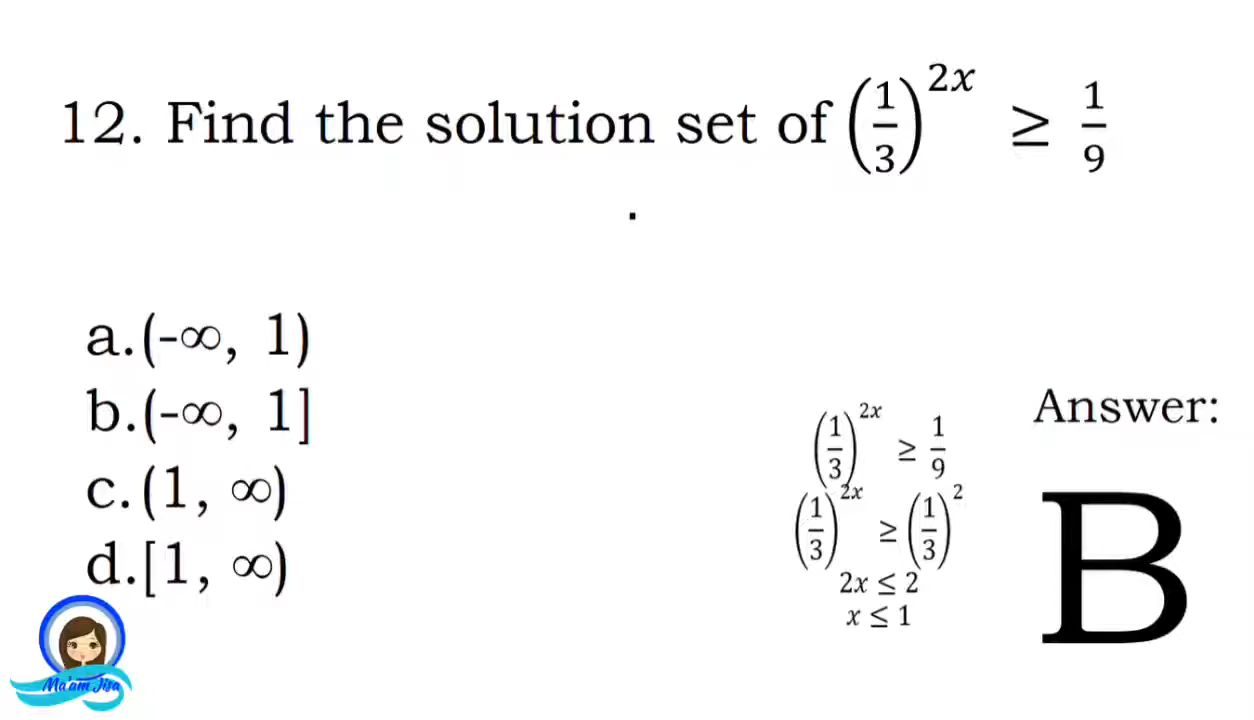 12. Find the solution set of (1/3)^2x ≥ 1/9
.
a.(-∞, 1)
b.(-∞, 1]
c.(1, ∞)
d.[1, ∞)
(1/3)^2x ≥ 1/9
(1/3)^2x ≥ (1/3)^2
2x ≤ 2
x ≤ 1
Answer:
B
Ma'am Jisa